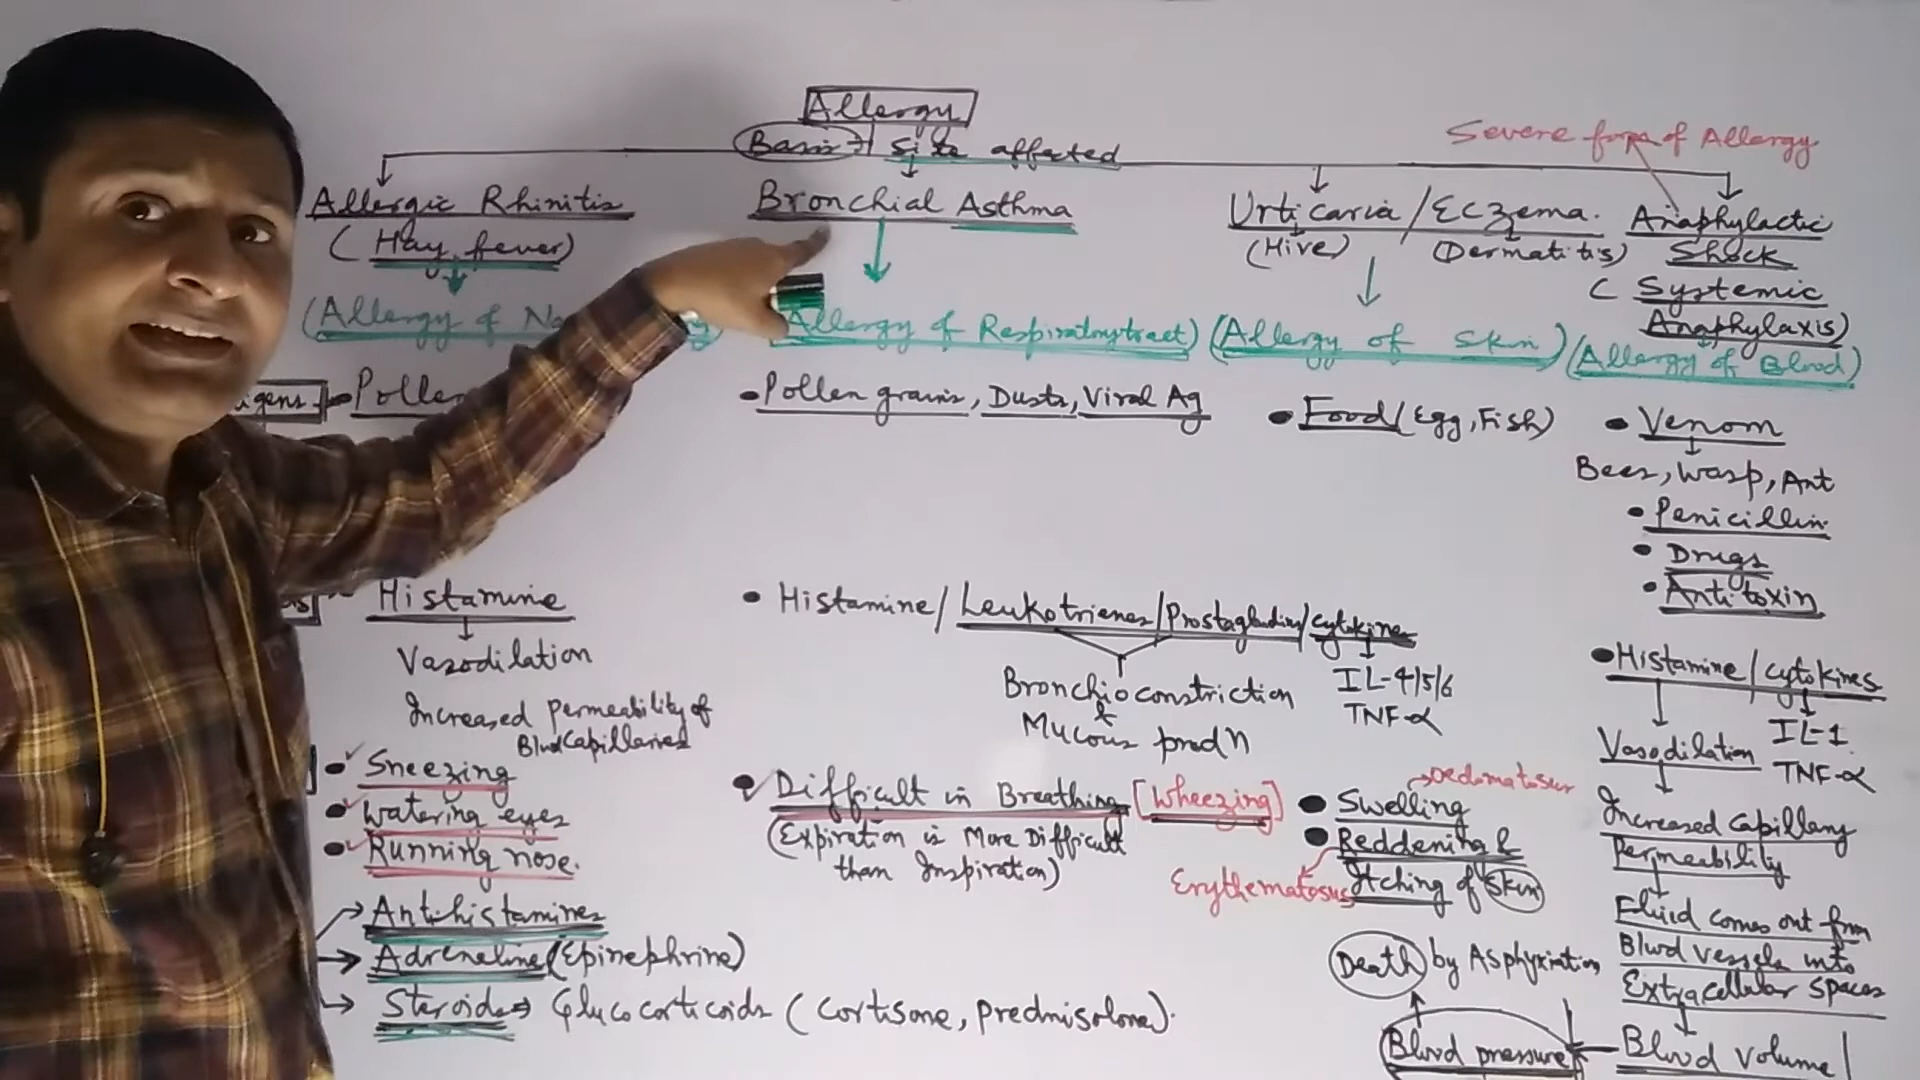 Allergy
Basis → Site affected
Severe form of Allergy
Allergic Rhinitis
(Hay fever)
(Allergy of
Bronchial Asthma
Allergy of Respiratory tract)
Urticaria / Eczema.
(Hive) (Dermatitis)
(Allergy of Skin)
Anaphylactic
Shock
( Systemic
Anaphylaxis)
(Allergy of Blood)
igens
• Pollen grains, Dusts, Viral Ag
• Food (Egg, Fish)
• Venom
Bees, Wasp, Ant
• Penicillin
• Drugs
• Antitoxin
Histamine
Vasodilation
Increased Permeability of
Blood Capillaries
• Histamine / Leukotrienes / Prostaglandins / Cytokines
Bronchioconstriction
&
Mucous prodn
IL-4/5/6
TNF-α
• Histamine / Cytokines
Vasodilation
IL-1
TNF-α
Increased Capillary
Permeability
Fluid comes out from
Blood vessels into
Extracellular spaces
Blood volume
Blood pressure
Death by Asphyxiation
• Sneezing
• Watering eyes
• Running nose.
• Difficult in Breathing [Wheezing]
(Expiration is More Difficult
than Inspiration)
• Swelling
Oedomatosus
• Reddening &
Itching of Skin
Erythematosus
Antihistamines
Adrenaline (Epinephrine)
Steroids → Glucocorticoids (Cortisone, Prednisolone).